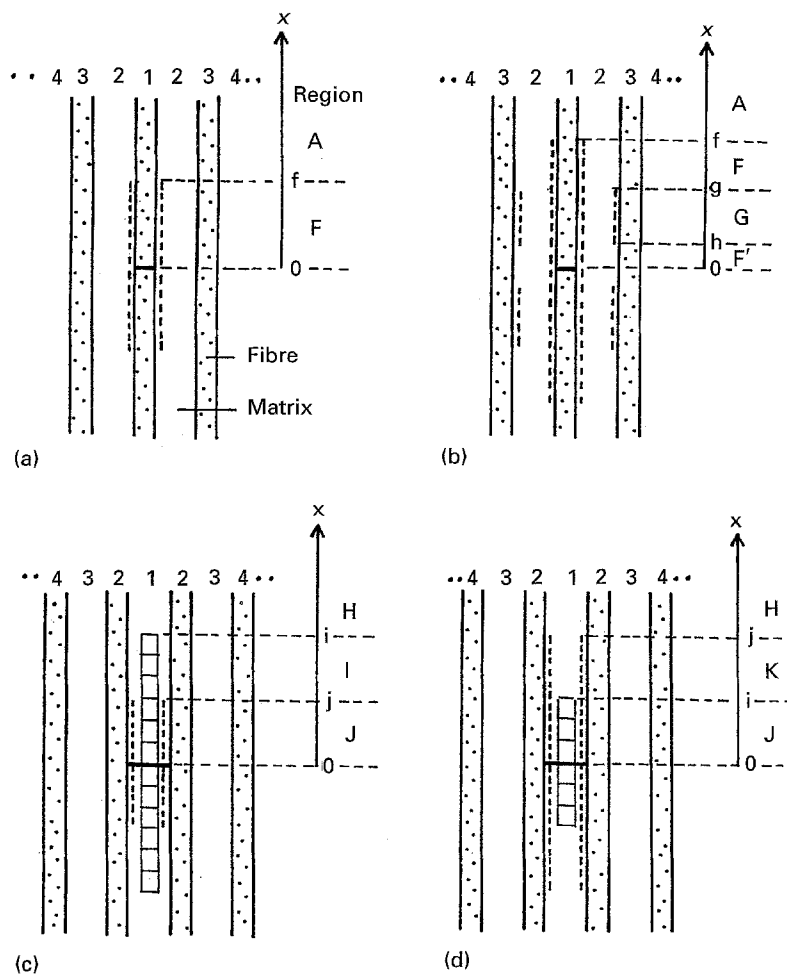 x
·· 4 3 2 1 2 3 4 ··
Region
A
f
F
0
Fibre
Matrix
(a)
x
·· 4 3 2 1 2 3 4 ··
A
f
F
g
G
h
F'
0
(b)
x
·· 4 3 2 1 2 3 4 ··
H
i
I
j
J
0
(c)
x
·· 4 3 2 1 2 3 4 ··
H
j
K
i
J
0
(d)